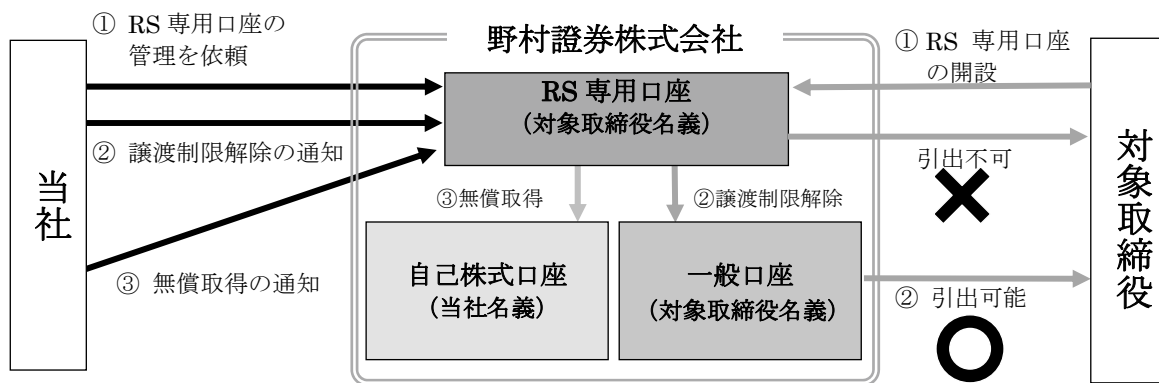 ① RS 専用口座の
管理を依頼
野村證券株式会社
① RS 専用口座
の開設
RS 専用口座
(対象取締役名義)
② 譲渡制限解除の通知
引出不可
当社
対象取締役
③無償取得
②譲渡制限解除
③ 無償取得の通知
自己株式口座
(当社名義)
一般口座
(対象取締役名義)
② 引出可能